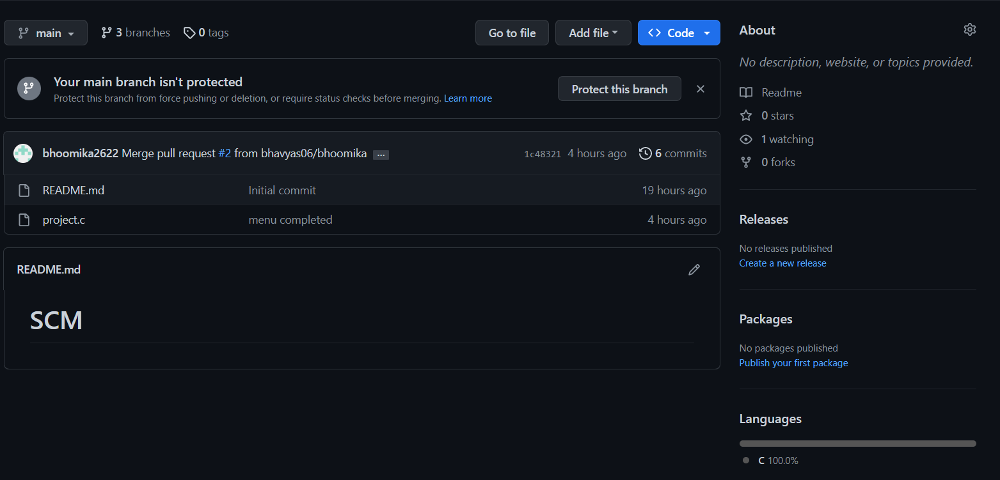 main 3 branches 0 tags Go to file Add file Code
Your main branch isn't protected
Protect this branch from force pushing or deletion, or require status checks before merging. Learn more
Protect this branch
bhoomika2622 Merge pull request #2 from bhavyas06/bhoomika ... 1c48321 4 hours ago 6 commits
README.md Initial commit 19 hours ago
project.c menu completed 4 hours ago
README.md
SCM
About
No description, website, or topics provided.
Readme
0 stars
1 watching
0 forks
Releases
No releases published
Create a new release
Packages
No packages published
Publish your first package
Languages
C 100.0%